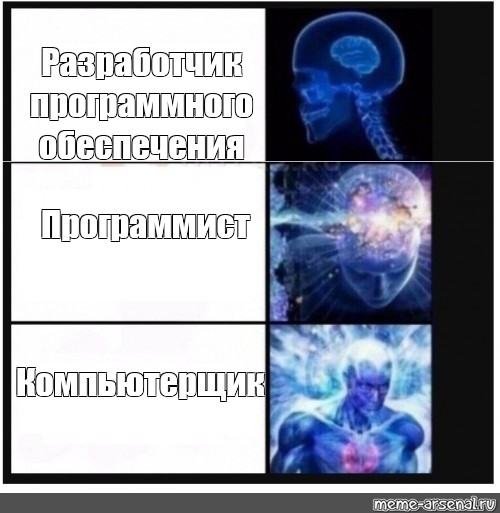 Разработчик
программного
обеспечения
Программист
Компьютерщик
meme-arsenal.ru